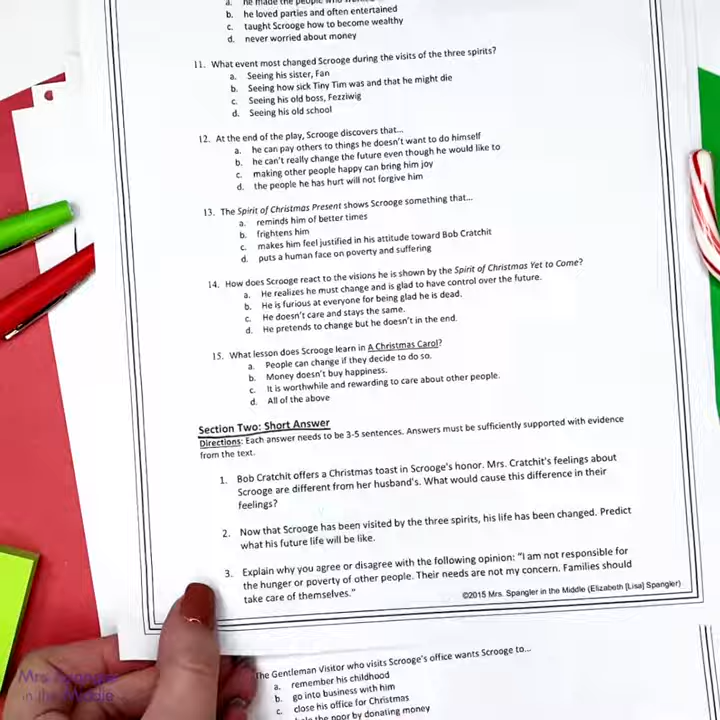 a. he made the people who
b. he loved parties and often entertained
c. taught Scrooge how to become wealthy
d. never worried about money
11. What event most changed Scrooge during the visits of the three spirits?
a. Seeing his sister, Fan
b. Seeing how sick Tiny Tim was and that he might die
c. Seeing his old boss, Fezziwig
d. Seeing his old school
12. At the end of the play, Scrooge discovers that...
a. he can pay others to things he doesn't want to do himself
b. he can't really change the future even though he would like to
c. making other people happy can bring him joy
d. the people he has hurt will not forgive him
13. The Spirit of Christmas Present shows Scrooge something that...
a. reminds him of better times
b. frightens him
c. makes him feel justified in his attitude toward Bob Cratchit
d. puts a human face on poverty and suffering
14. How does Scrooge react to the visions he is shown by the Spirit of Christmas Yet to Come?
a. He realizes he must change and is glad to have control over the future.
b. He is furious at everyone for being glad he is dead.
c. He doesn't care and stays the same.
d. He pretends to change but he doesn't in the end.
15. What lesson does Scrooge learn in A Christmas Carol?
a. People can change if they decide to do so.
b. Money doesn't buy happiness.
c. It is worthwhile and rewarding to care about other people.
d. All of the above
Section Two: Short Answer
Directions: Each answer needs to be 3-5 sentences. Answers must be sufficiently supported with evidence
from the text.
1. Bob Cratchit offers a Christmas toast in Scrooge's honor. Mrs. Cratchit's feelings about
Scrooge are different from her husband's. What would cause this difference in their
feelings?
2. Now that Scrooge has been visited by the three spirits, his life has been changed. Predict
what his future life will be like.
3. Explain why you agree or disagree with the following opinion: "I am not responsible for
the hunger or poverty of other people. Their needs are not my concern. Families should
take care of themselves."
©2015 Mrs. Spangler in the Middle (Elizabeth [Lisa] Spangler)
The Gentleman Visitor who visits Scrooge's office wants Scrooge to...
a. remember his childhood
b. go into business with him
c. close his office for Christmas
the poor by donating money
Mrs. Spangler
in the Middle